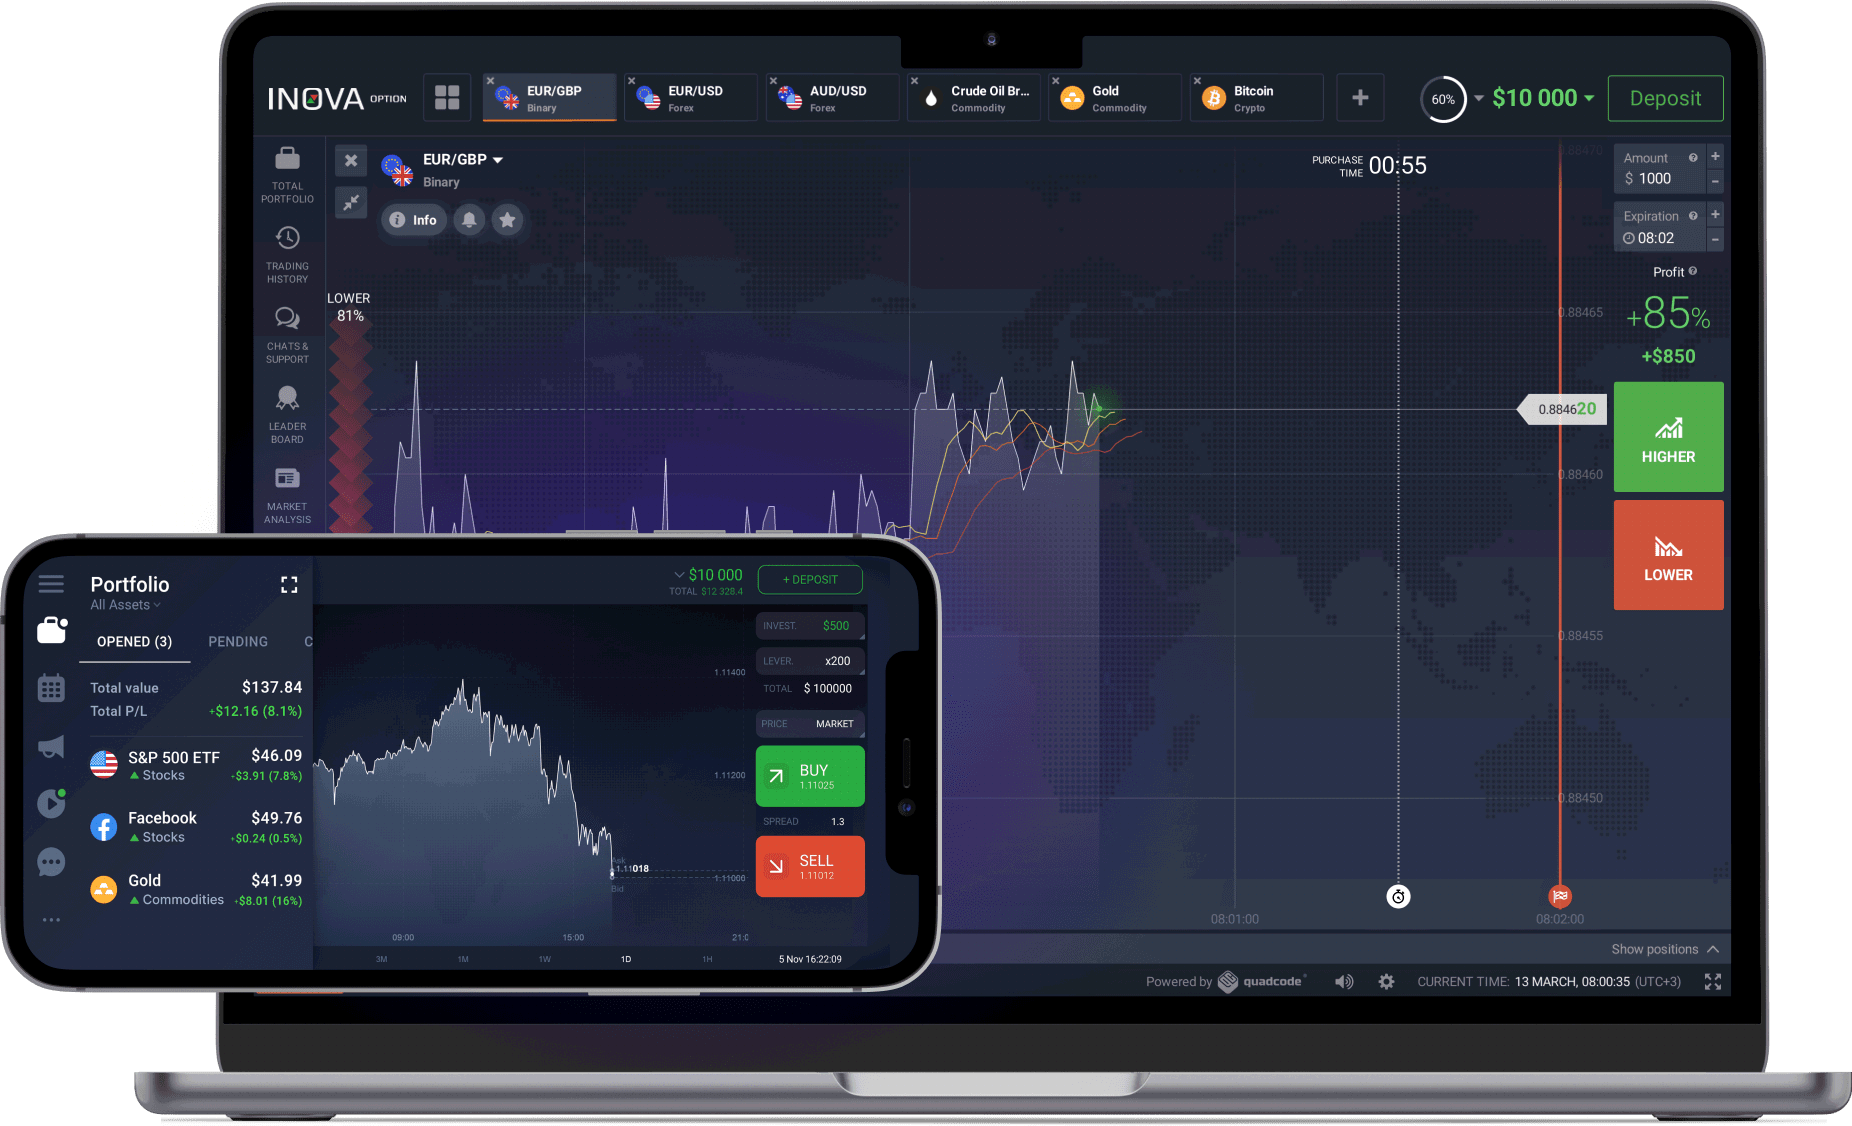 INOVA OPTION
EUR/GBP
Binary
EUR/USD
Forex
AUD/USD
Forex
Crude Oil Br...
Commodity
Gold
Commodity
Bitcoin
Crypto
60%
$10 000
Deposit
TOTAL
PORTFOLIO
TRADING
HISTORY
CHATS &
SUPPORT
LEADER
BOARD
MARKET
ANALYSIS
EUR/GBP
Binary
Info
LOWER
81%
PURCHASE
TIME
00:55
0.88470
0.88465
0.884620
0.88460
0.88455
0.88450
08:01:00
08:02:00
Amount
$ 1000
Expiration
08:02
Profit
+85%
+$850
HIGHER
LOWER
Show positions
Powered by quadcode
CURRENT TIME: 13 MARCH, 08:00:35 (UTC+3)
Portfolio
All Assets
OPENED (3) PENDING C
Total value $137.84
Total P/L +$12.16 (8.1%)
S&P 500 ETF $46.09
Stocks +$3.91 (7.8%)
Facebook $49.76
Stocks +$0.24 (0.5%)
Gold $41.99
Commodities +$8.01 (16%)
$10 000
TOTAL $12 328.4
+ DEPOSIT
1.11400
1.11200
1.11000
Ask
1.11018
Bid
09:00 15:00 21:0
3M 1M 1W 1D 1H
5 Nov 16:22:09
INVEST. $500
LEVER. x200
TOTAL $ 100000
PRICE MARKET
BUY
1.11025
SPREAD 1.3
SELL
1.11012